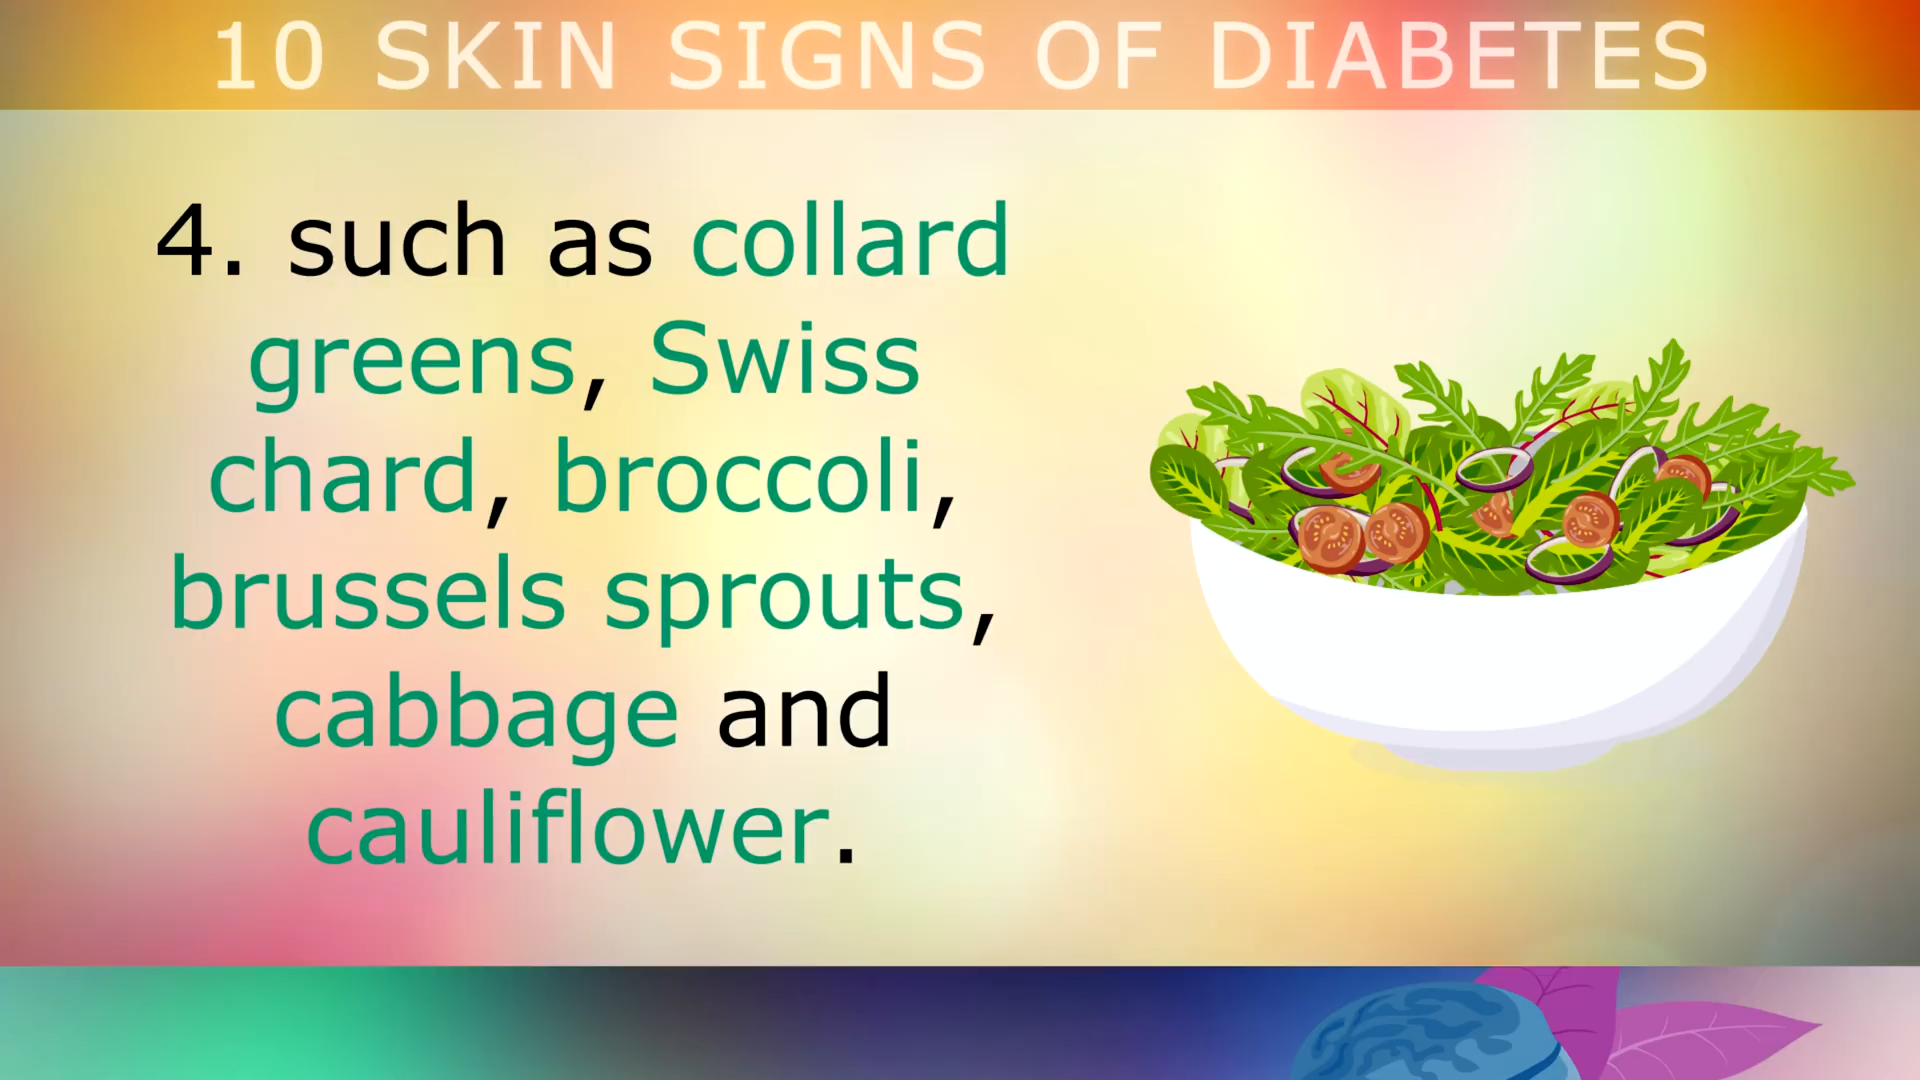 10 SKIN SIGNS OF DIABETES
4. such as collard
greens, Swiss
chard, broccoli,
brussels sprouts,
cabbage and
cauliflower.